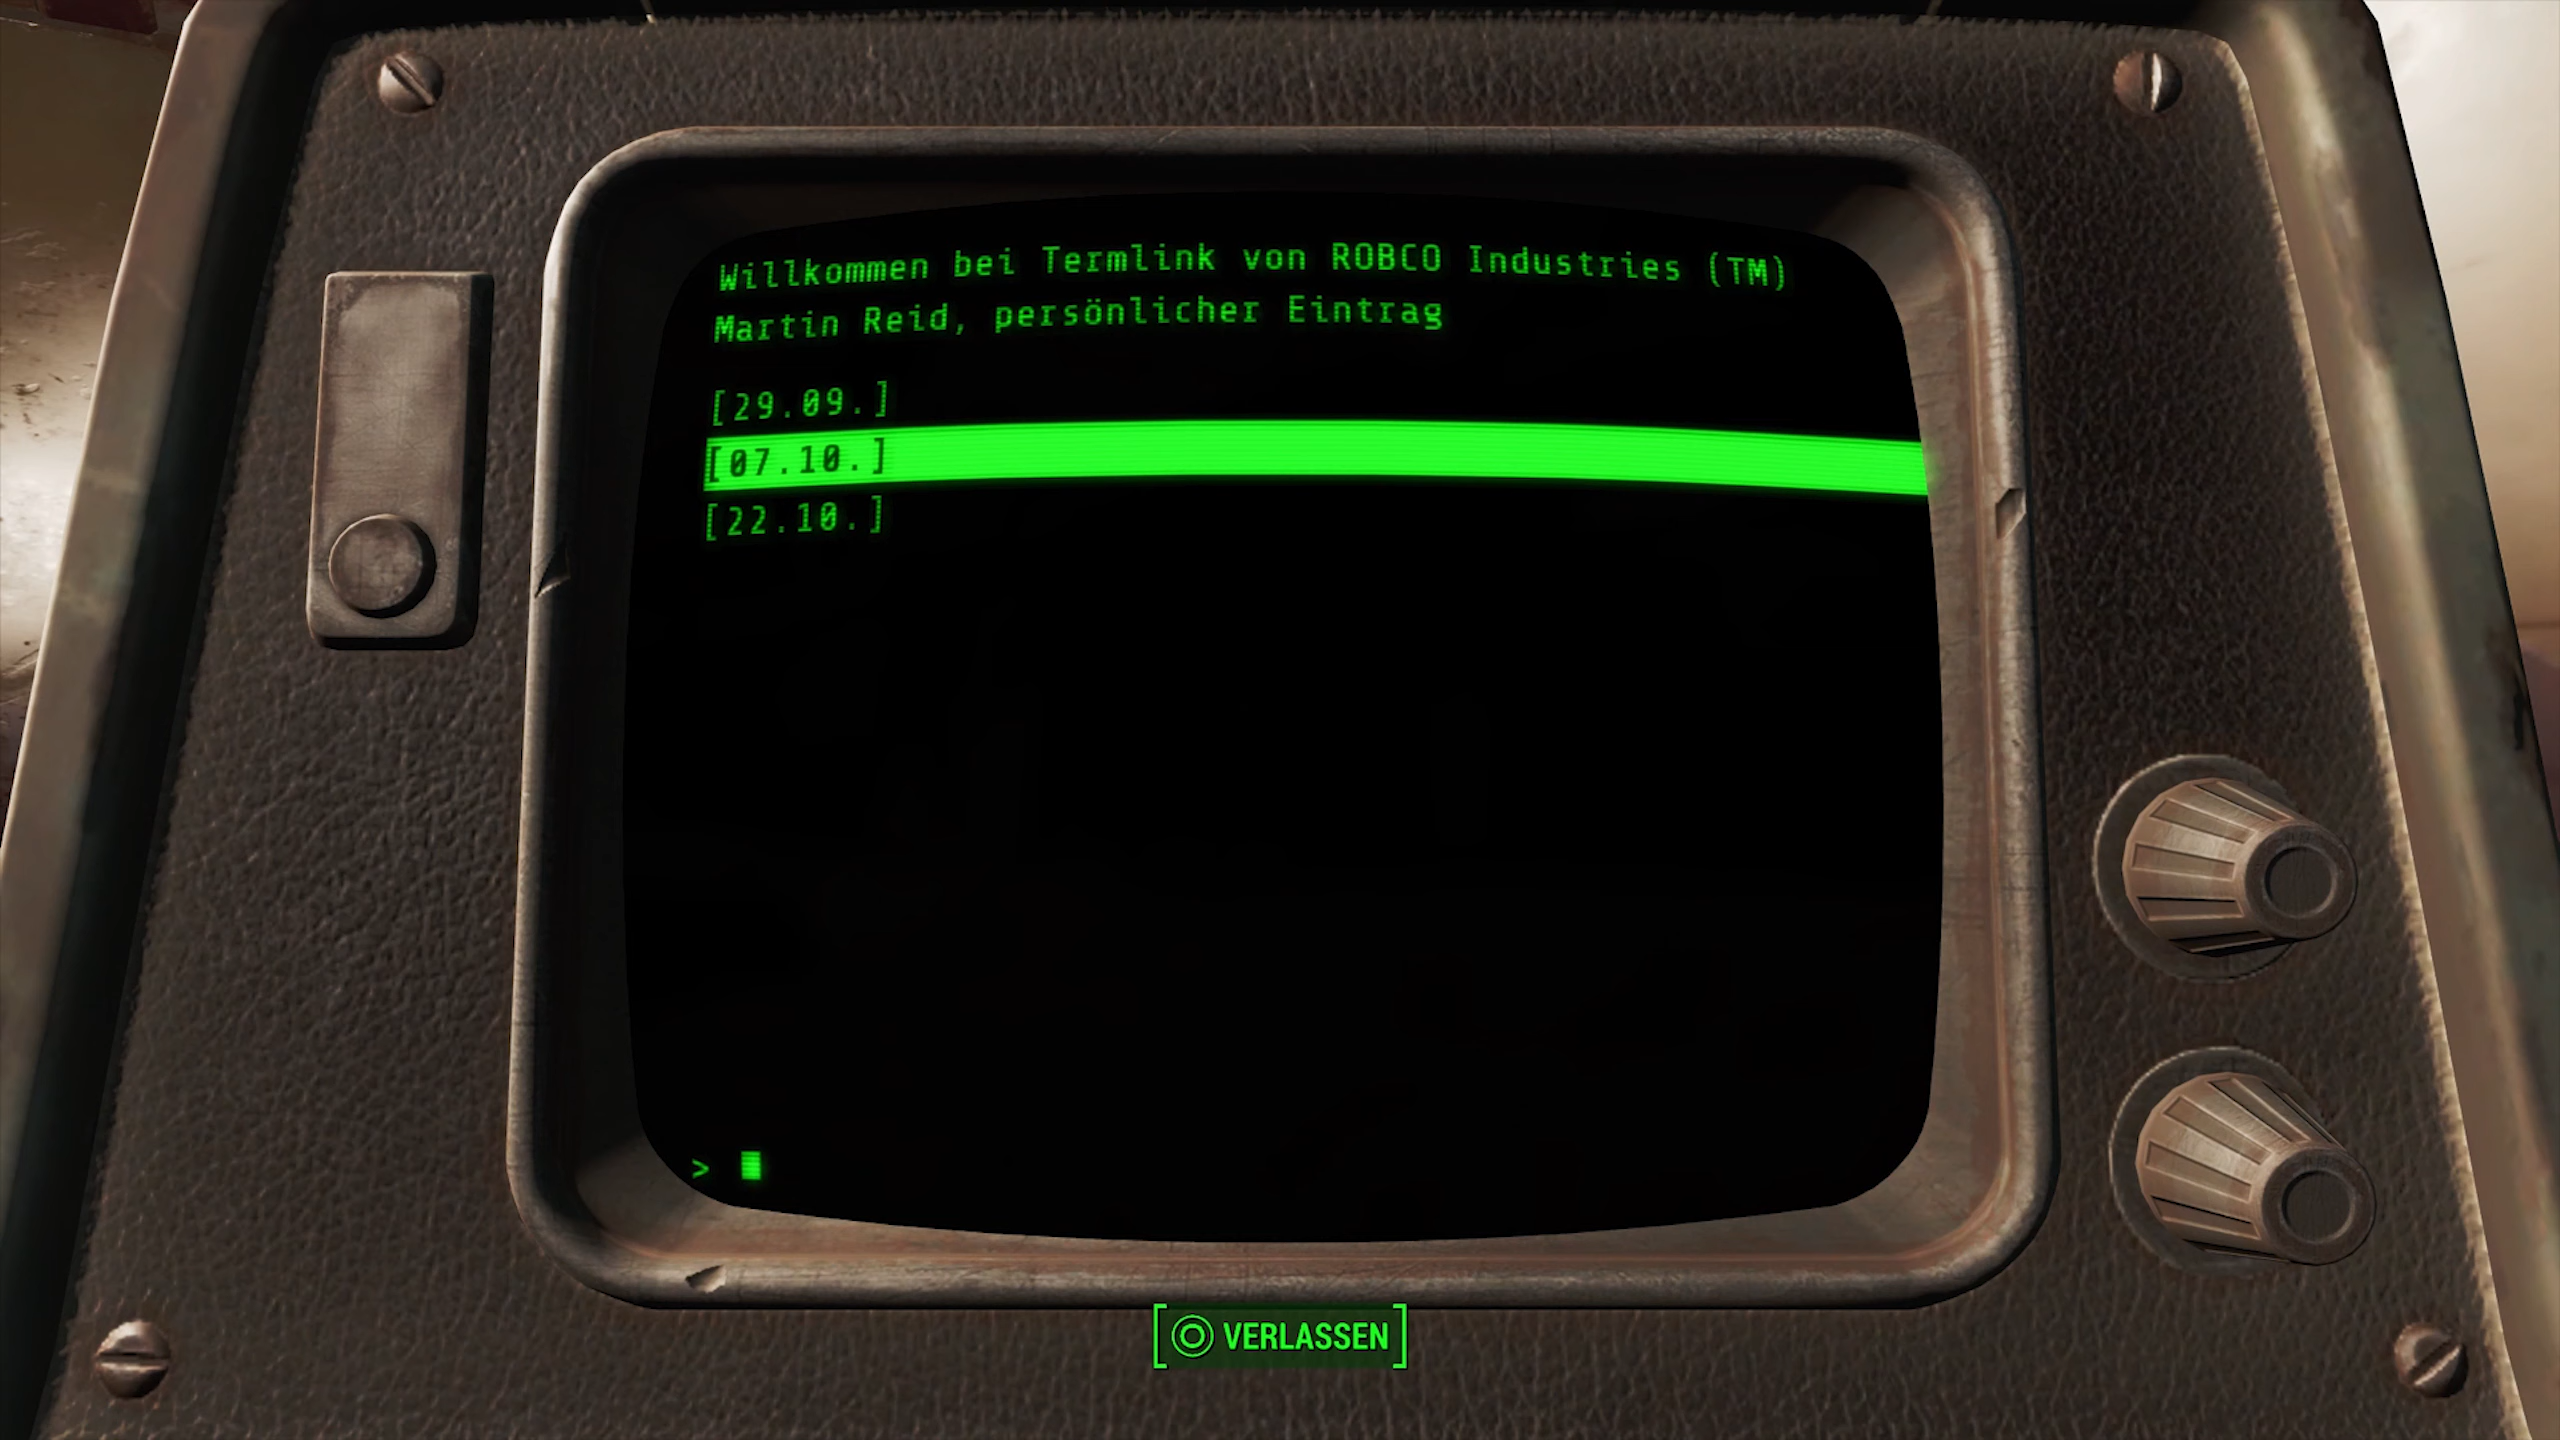 Willkommen bei Termlink von ROBCO Industries (TM)
Martin Reid, persönlicher Eintrag
[29.09.]
[07.10.]
[22.10.]
>
[VERLASSEN]